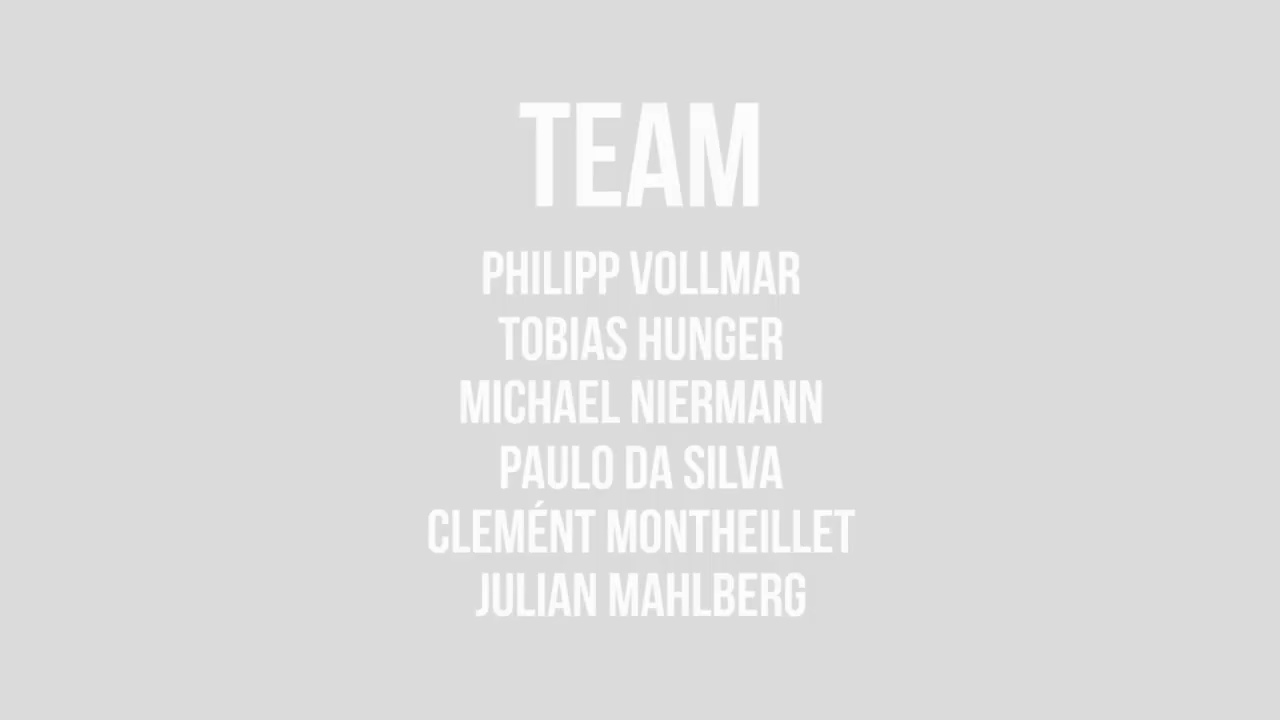 TEAM
PHILIPP VOLLMAR
TOBIAS HUNGER
MICHAEL NIERMANN
PAULO DA SILVA
CLEMÉNT MONTHEILLET
JULIAN MAHLBERG